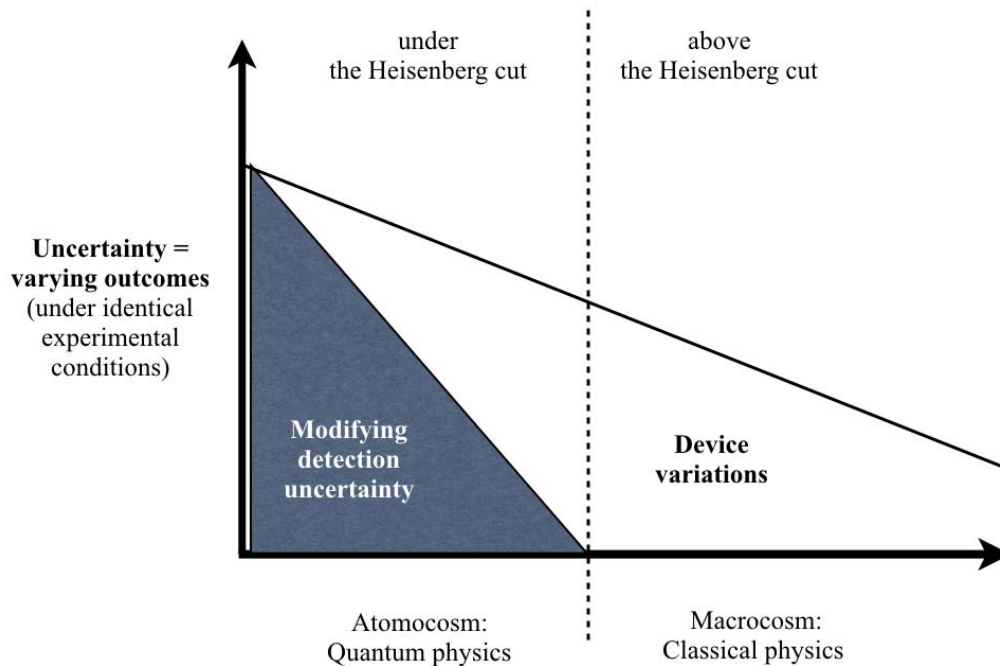 under
the Heisenberg cut
above
the Heisenberg cut
Uncertainty =
varying outcomes
(under identical
experimental
conditions)
Modifying
detection
uncertainty
Device
variations
Atomocosm:
Quantum physics
Macrocosm:
Classical physics